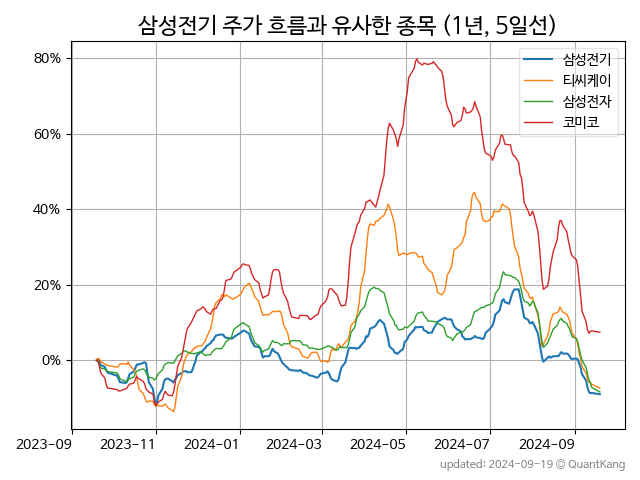 삼성전기 주가 흐름과 유사한 종목 (1년, 5일선)
80%
60%
40%
20%
0%
삼성전기
티씨케이
삼성전자
코미코
2023-09 2023-11 2024-01 2024-03 2024-05 2024-07 2024-09
updated: 2024-09-19 © QuantKang